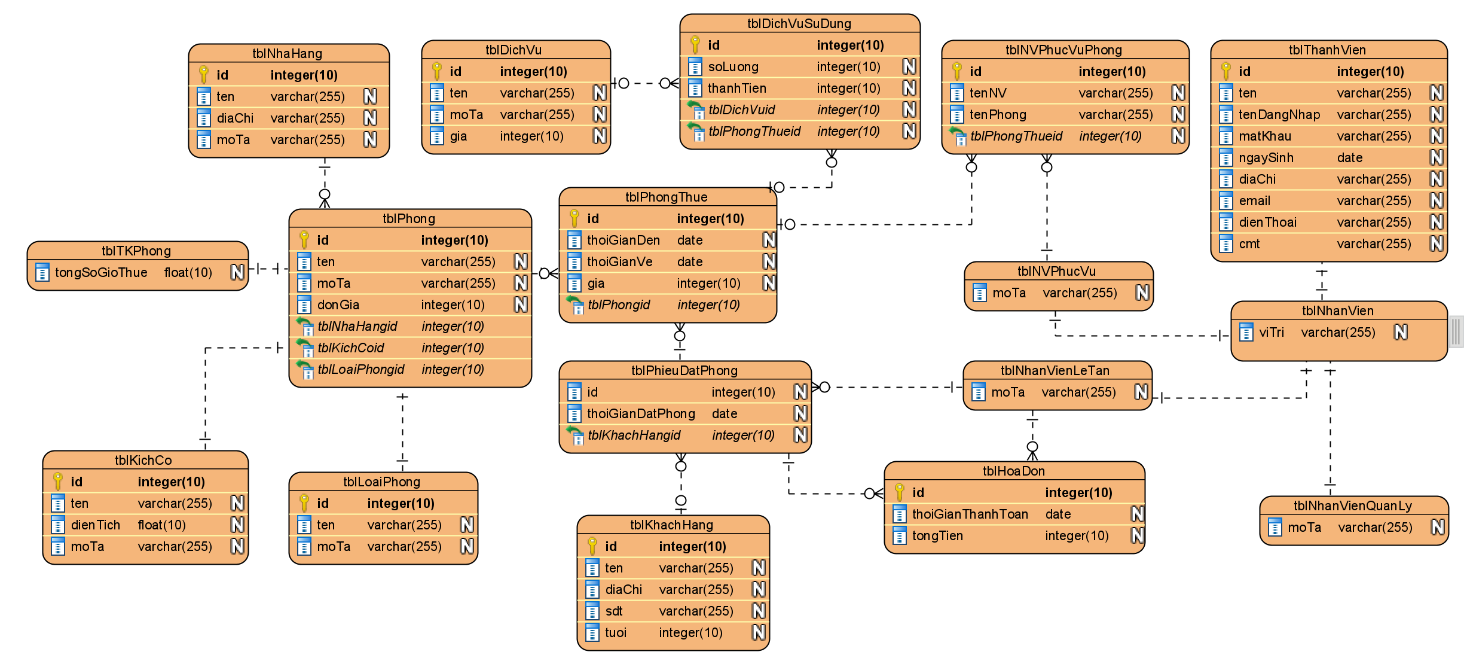 tblNhaHang
id integer(10)
ten varchar(255) N
diaChi varchar(255) N
moTa varchar(255) N
tblDichVu
id integer(10)
ten varchar(255) N
moTa varchar(255) N
gia integer(10) N
tblDichVuSuDung
id integer(10)
soLuong integer(10) N
thanhTien integer(10) N
tblDichVuid integer(10) N
tblPhongThueid integer(10) N
tblNVPhucVuPhong
id integer(10)
tenNV varchar(255) N
tenPhong varchar(255) N
tblPhongThueid integer(10) N
tblThanhVien
id integer(10)
ten varchar(255) N
tenDangNhap varchar(255) N
matKhau varchar(255) N
ngaySinh date N
diaChi varchar(255) N
email varchar(255) N
dienThoai varchar(255) N
cmt varchar(255) N
tblTKPhong
tongSoGioThue float(10) N
tblPhong
id integer(10)
ten varchar(255) N
moTa varchar(255) N
donGia integer(10) N
tblNhaHangid integer(10)
tblKichCoid integer(10)
tblLoaiPhongid integer(10)
tblPhongThue
id integer(10)
thoiGianDen date N
thoiGianVe date N
gia integer(10) N
tblPhongid integer(10)
tblNVPhucVu
moTa varchar(255) N
tblNhanVien
viTri varchar(255) N
tblPhieuDatPhong
id integer(10) N
thoiGianDatPhong date N
tblKhachHangid integer(10) N
tblNhanVienLeTan
moTa varchar(255) N
tblKichCo
id integer(10)
ten varchar(255) N
dienTich float(10) N
moTa varchar(255) N
tblLoaiPhong
id integer(10)
ten varchar(255) N
moTa varchar(255) N
tblKhachHang
id integer(10)
ten varchar(255) N
diaChi varchar(255) N
sdt varchar(255) N
tuoi integer(10) N
tblHoaDon
id integer(10)
thoiGianThanhToan date N
tongTien integer(10) N
tblNhanVienQuanLy
moTa varchar(255) N